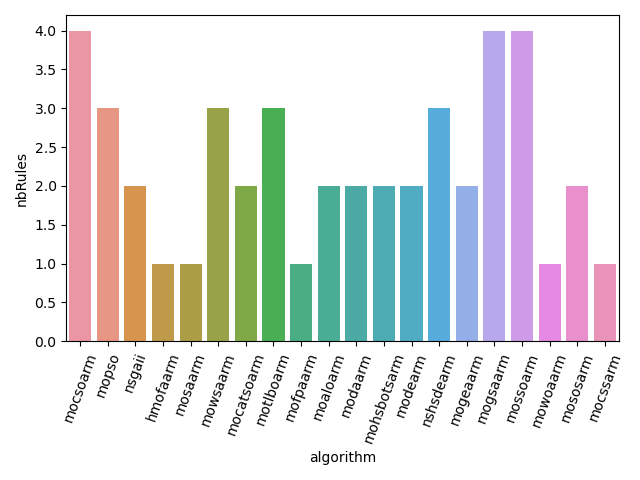 nbRules
4.0
3.5
3.0
2.5
2.0
1.5
1.0
0.5
0.0
mocsoarm
mopso
nsgaii
hmofaarm
mosaarm
mowsaarm
mocatsoarm
motlboarm
mofpaarm
moaloarm
modaarm
mohsbotsarm
modearm
nshsdearm
mogeaarm
mogsaarm
mossoarm
mowoaarm
mososarm
mocssarm
algorithm